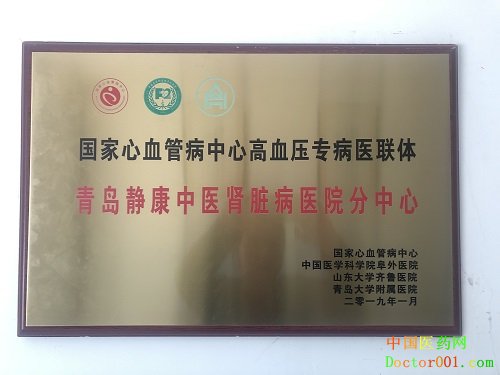 国家心血管病中心高血压专病医联体
青岛静康中医肾脏病医院分中心
国家心血管病中心
中国医学科学院阜外医院
山东大学齐鲁医院
青岛大学附属医院
二零一九年一月
中国医药网
Doctor001.com